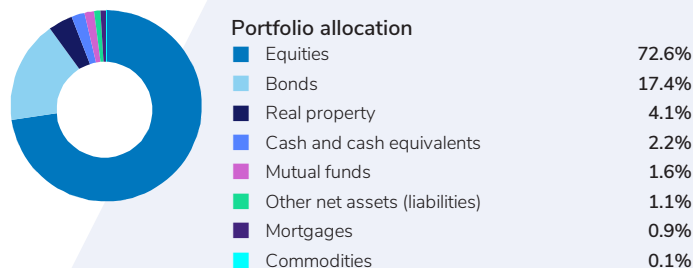 Portfolio allocation
Equities 72.6%
Bonds 17.4%
Real property 4.1%
Cash and cash equivalents 2.2%
Mutual funds 1.6%
Other net assets (liabilities) 1.1%
Mortgages 0.9%
Commodities 0.1%